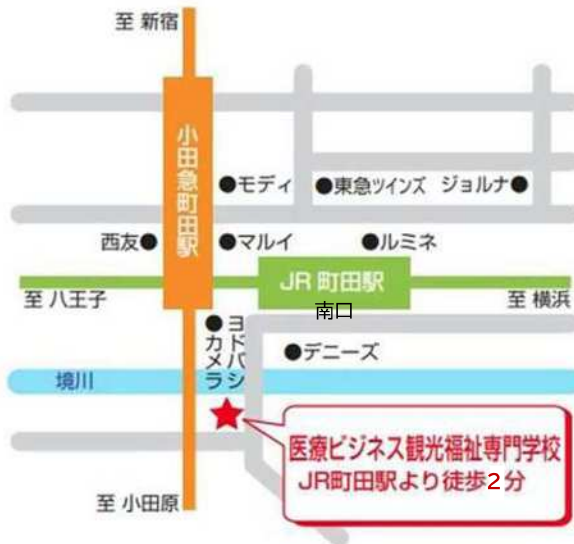 至 新宿
小田急町田駅
●モディ
●東急ツインズ
ジョルナ●
西友●
●マルイ
●ルミネ
JR 町田駅
至 八王子
南口
至 横浜
●ヨドバシ
カメラ
●デニーズ
境川
医療ビジネス観光福祉専門学校
JR町田駅より徒歩2分
至 小田原